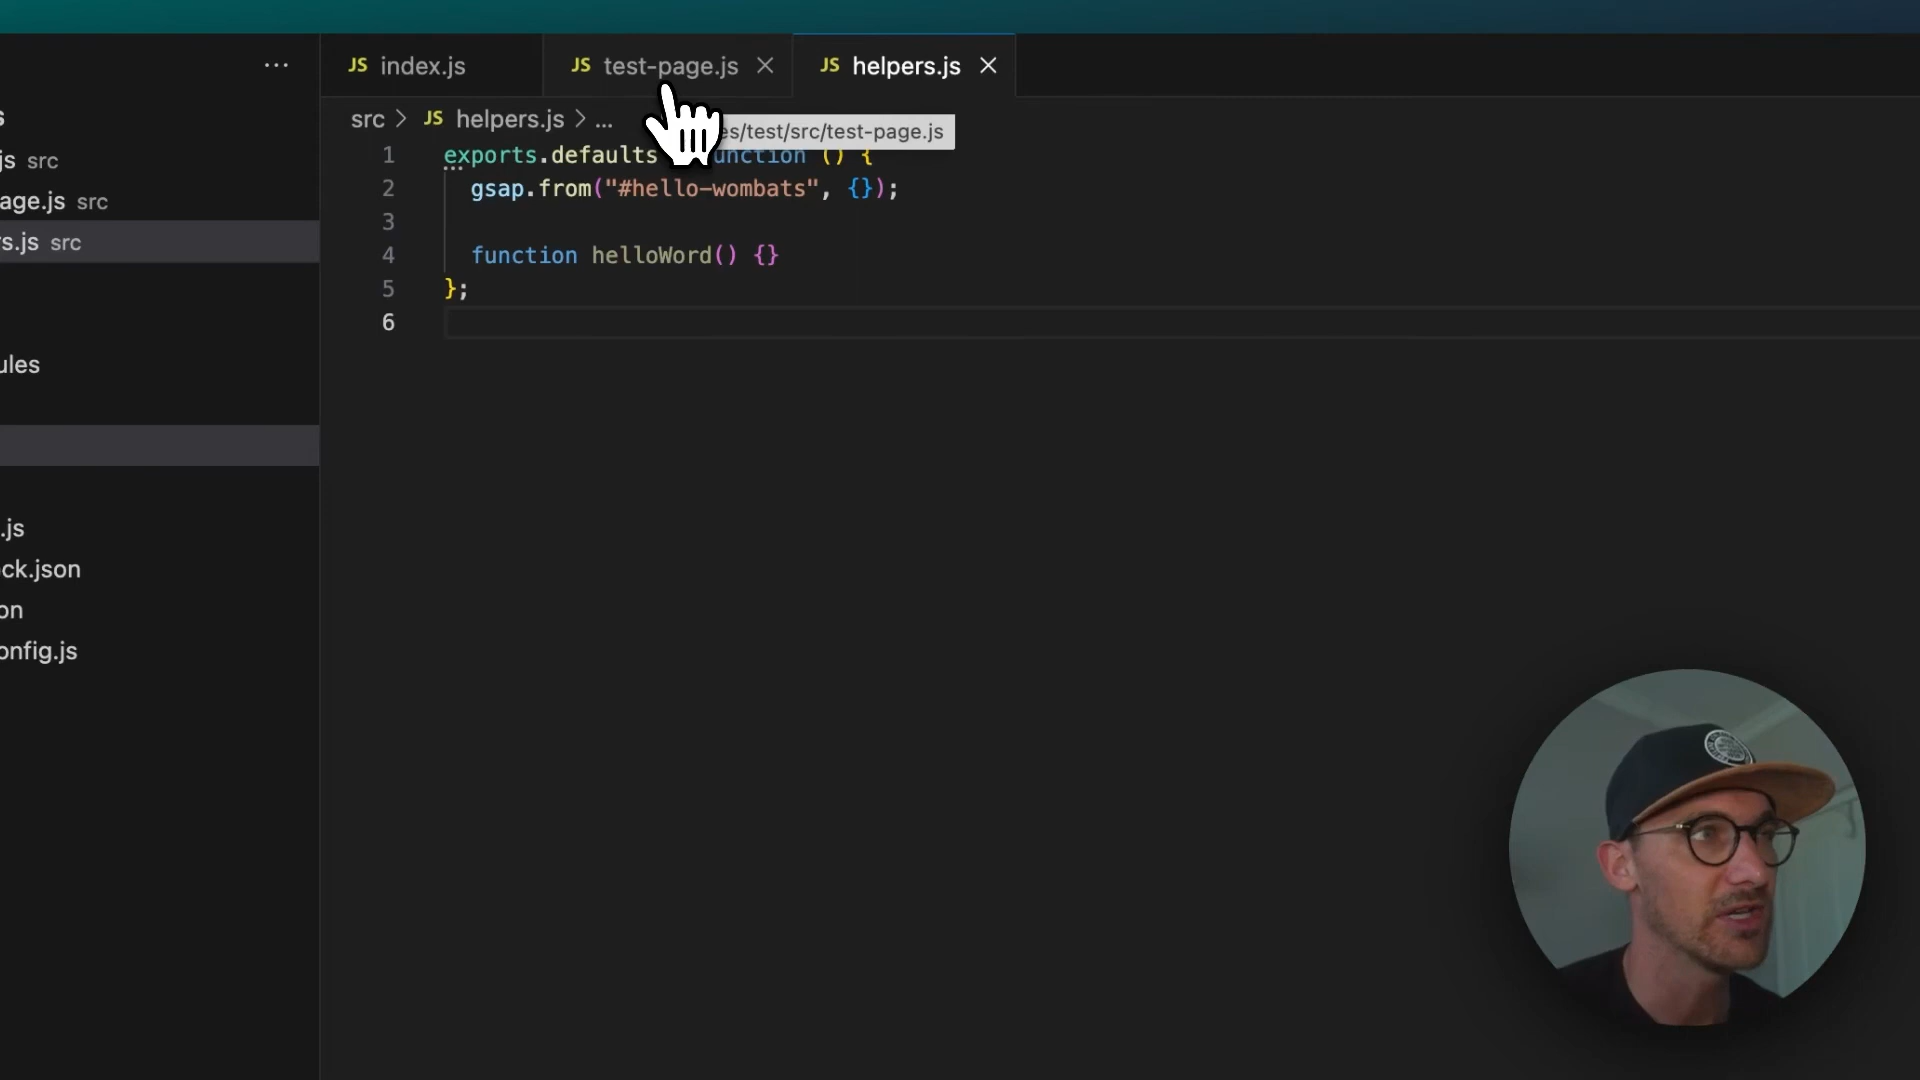 ...
JS index.js
JS test-page.js
JS helpers.js
src > JS helpers.js > ...
es/test/src/test-page.js
s
js src
age.js src
s.js src
ules
.js
ck.json
on
onfig.js
1 exports.defaults unction () {
2 gsap.from("#hello-wombats", {});
3
4 function helloWord() {}
5 };
6